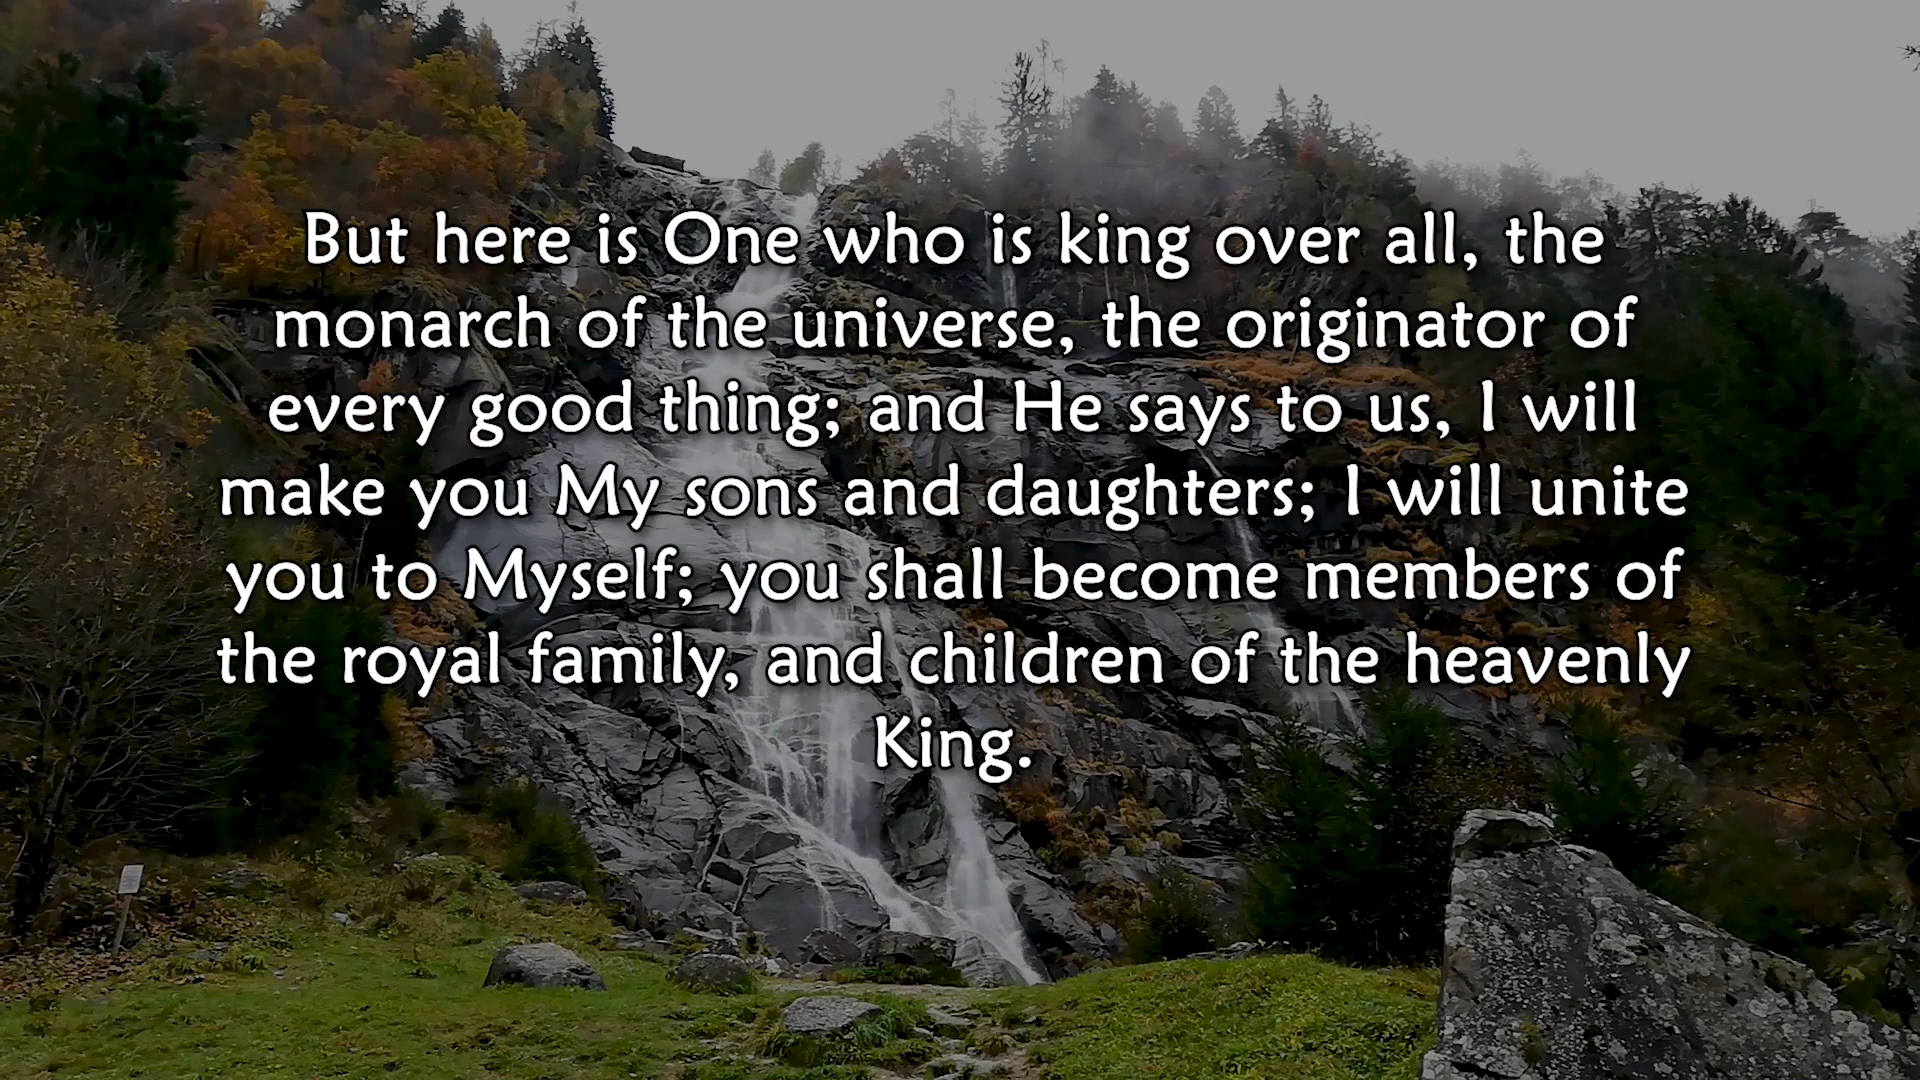 But here is One who is king over all, the
monarch of the universe, the originator of
every good thing; and He says to us, I will
make you My sons and daughters; I will unite
you to Myself; you shall become members of
the royal family, and children of the heavenly
King.